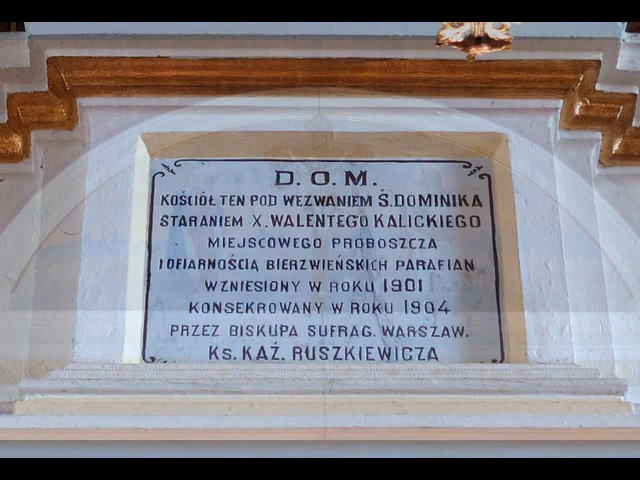 D.O.M.
KOŚCIÓŁ TEN POD WEZWANIEM Ś.DOMINIKA
STARANIEM X.WALENTEGO KALICKIEGO
MIEJSCOWEGO PROBOSZCZA
I OFIARNOŚCIĄ BIERZWIEŃSKICH PARAFIAN
WZNIESIONY W ROKU 1901
KONSEKROWANY W ROKU 1904
PRZEZ BISKUPA SUFRAG. WARSZAW.
KS. KAŹ. RUSZKIEWICZA